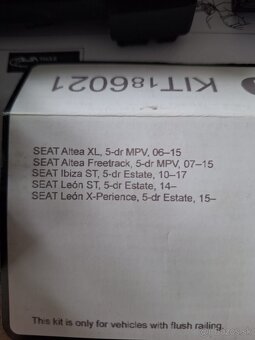 KIT186021
SEAT Altea XL, 5-dr MPV, 06–15
SEAT Altea Freetrack, 5-dr MPV, 07–15
SEAT Ibiza ST, 5-dr Estate, 10–17
SEAT León ST, 5-dr Estate, 14–
SEAT León X-Perience, 5-dr Estate, 15–
This kit is only for vehicles with flush railing.